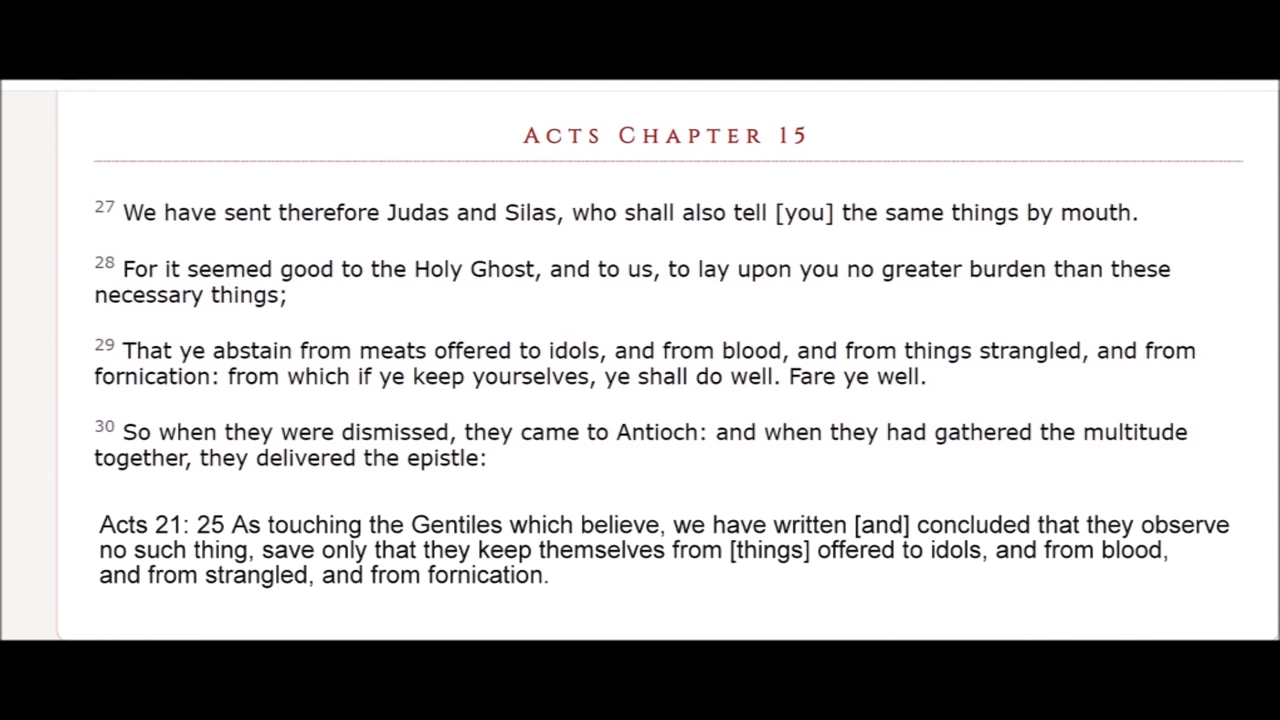 Acts Chapter 15
27 We have sent therefore Judas and Silas, who shall also tell [you] the same things by mouth.
28 For it seemed good to the Holy Ghost, and to us, to lay upon you no greater burden than these
necessary things;
29 That ye abstain from meats offered to idols, and from blood, and from things strangled, and from
fornication: from which if ye keep yourselves, ye shall do well. Fare ye well.
30 So when they were dismissed, they came to Antioch: and when they had gathered the multitude
together, they delivered the epistle:
Acts 21: 25 As touching the Gentiles which believe, we have written [and] concluded that they observe
no such thing, save only that they keep themselves from [things] offered to idols, and from blood,
and from strangled, and from fornication.